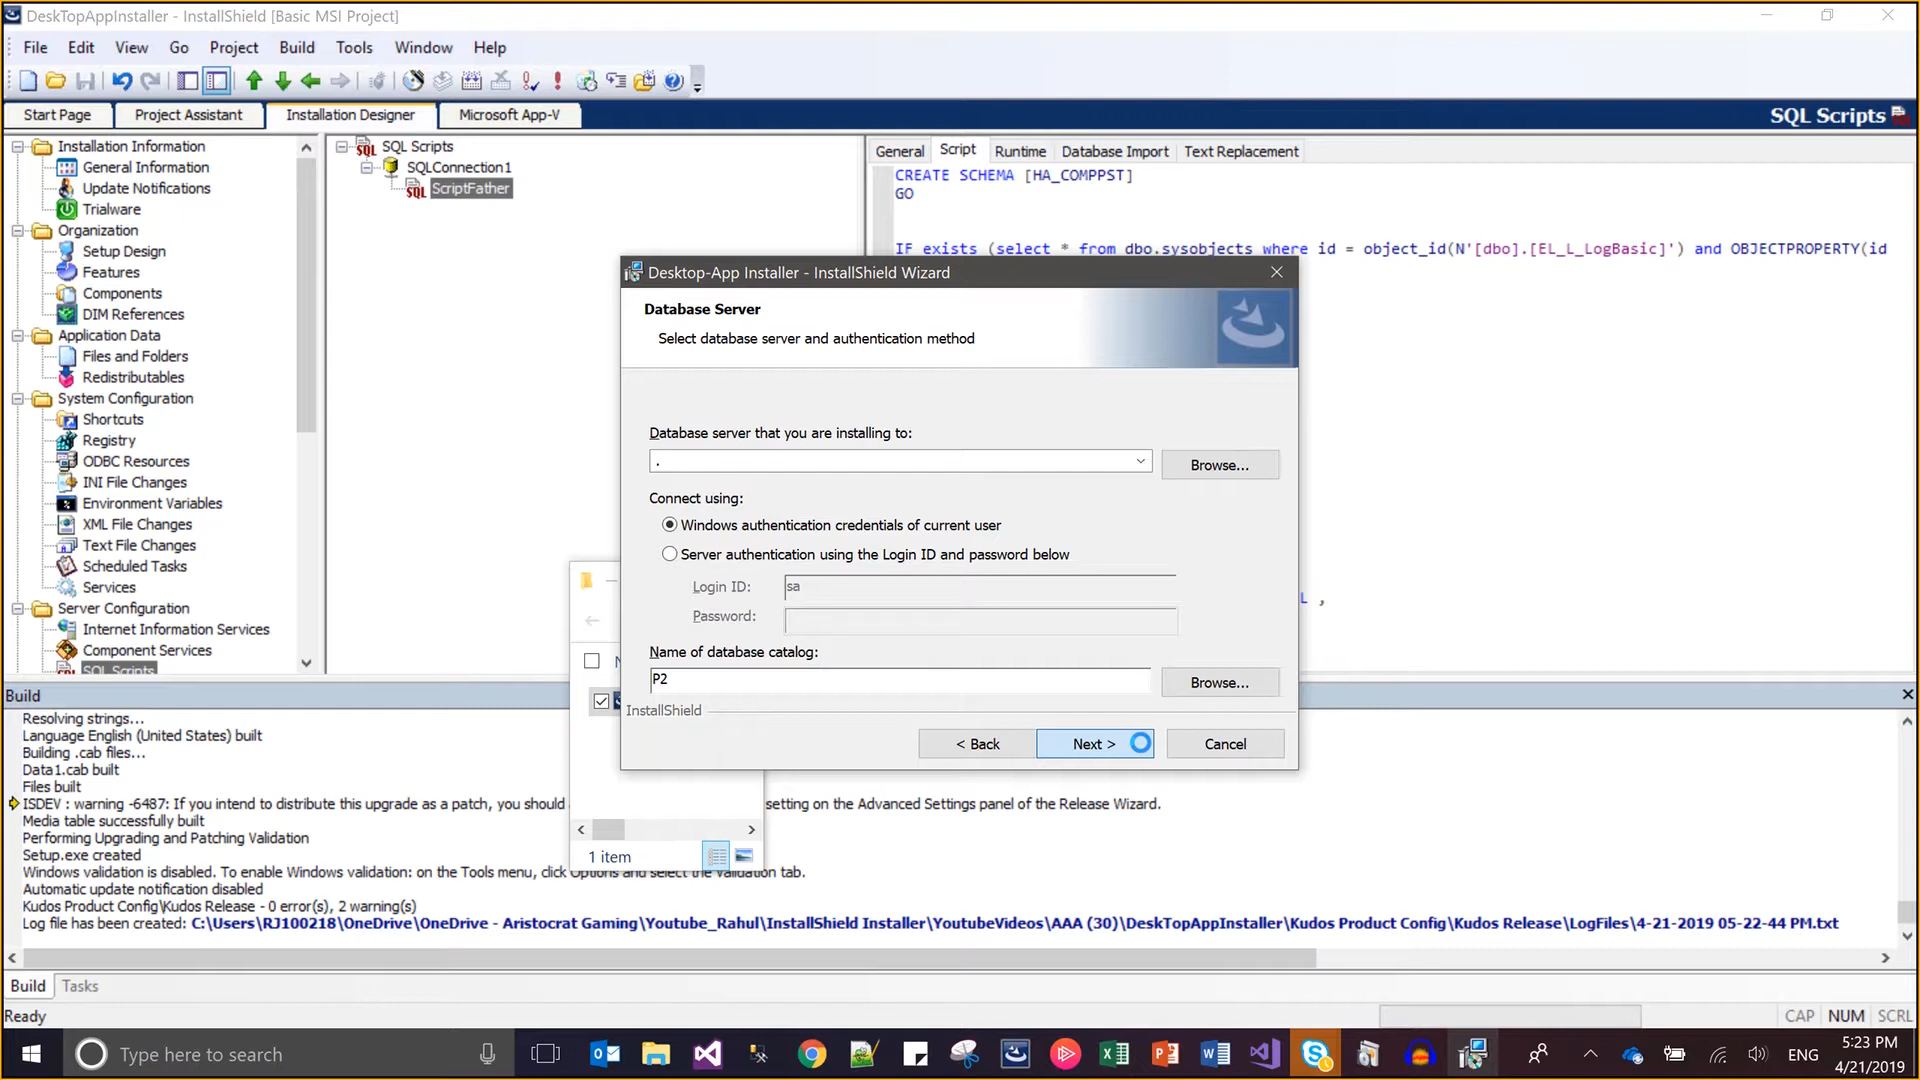 DeskTopAppInstaller - InstallShield [Basic MSI Project]
File Edit View Go Project Build Tools Window Help
Start Page Project Assistant Installation Designer Microsoft App-V SQL Scripts
Installation Information
General Information
Update Notifications
Trialware
Organization
Setup Design
Features
Components
DIM References
Application Data
Files and Folders
Redistributables
System Configuration
Shortcuts
Registry
ODBC Resources
INI File Changes
Environment Variables
XML File Changes
Text File Changes
Scheduled Tasks
Services
Server Configuration
Internet Information Services
Component Services
SQL Scripts
SQL Scripts
SQLConnection1
ScriptFather
General Script Runtime Database Import Text Replacement
CREATE SCHEMA [HA_COMPPST]
GO
IF exists (select * from dbo.sysobjects where id = object_id(N'[dbo].[EL_L_LogBasic]') and OBJECTPROPERTY(id
L ,
Desktop-App Installer - InstallShield Wizard
Database Server
Select database server and authentication method
Database server that you are installing to:
.
Browse...
Connect using:
Windows authentication credentials of current user
Server authentication using the Login ID and password below
Login ID: sa
Password:
Name of database catalog:
P2
Browse...
InstallShield
< Back Next > Cancel
1 item
Build
Resolving strings...
Language English (United States) built
Building .cab files...
Data1.cab built
Files built
ISDEV : warning -6487: If you intend to distribute this upgrade as a patch, you should setting on the Advanced Settings panel of the Release Wizard.
Media table successfully built
Performing Upgrading and Patching Validation
Setup.exe created
Windows validation is disabled. To enable Windows validation: on the Tools menu, click Options and select the Validation tab.
Automatic update notification disabled
Kudos Product Config\Kudos Release - 0 error(s), 2 warning(s)
Log file has been created: C:\Users\RJ100218\OneDrive\OneDrive - Aristocrat Gaming\Youtube_Rahul\InstallShield Installer\YoutubeVideos\AAA (30)\DeskTopAppInstaller\Kudos Product Config\Kudos Release\LogFiles\4-21-2019 05-22-44 PM.txt
Build Tasks
Ready
CAP NUM SCRL
Type here to search
ENG
5:23 PM
4/21/2019